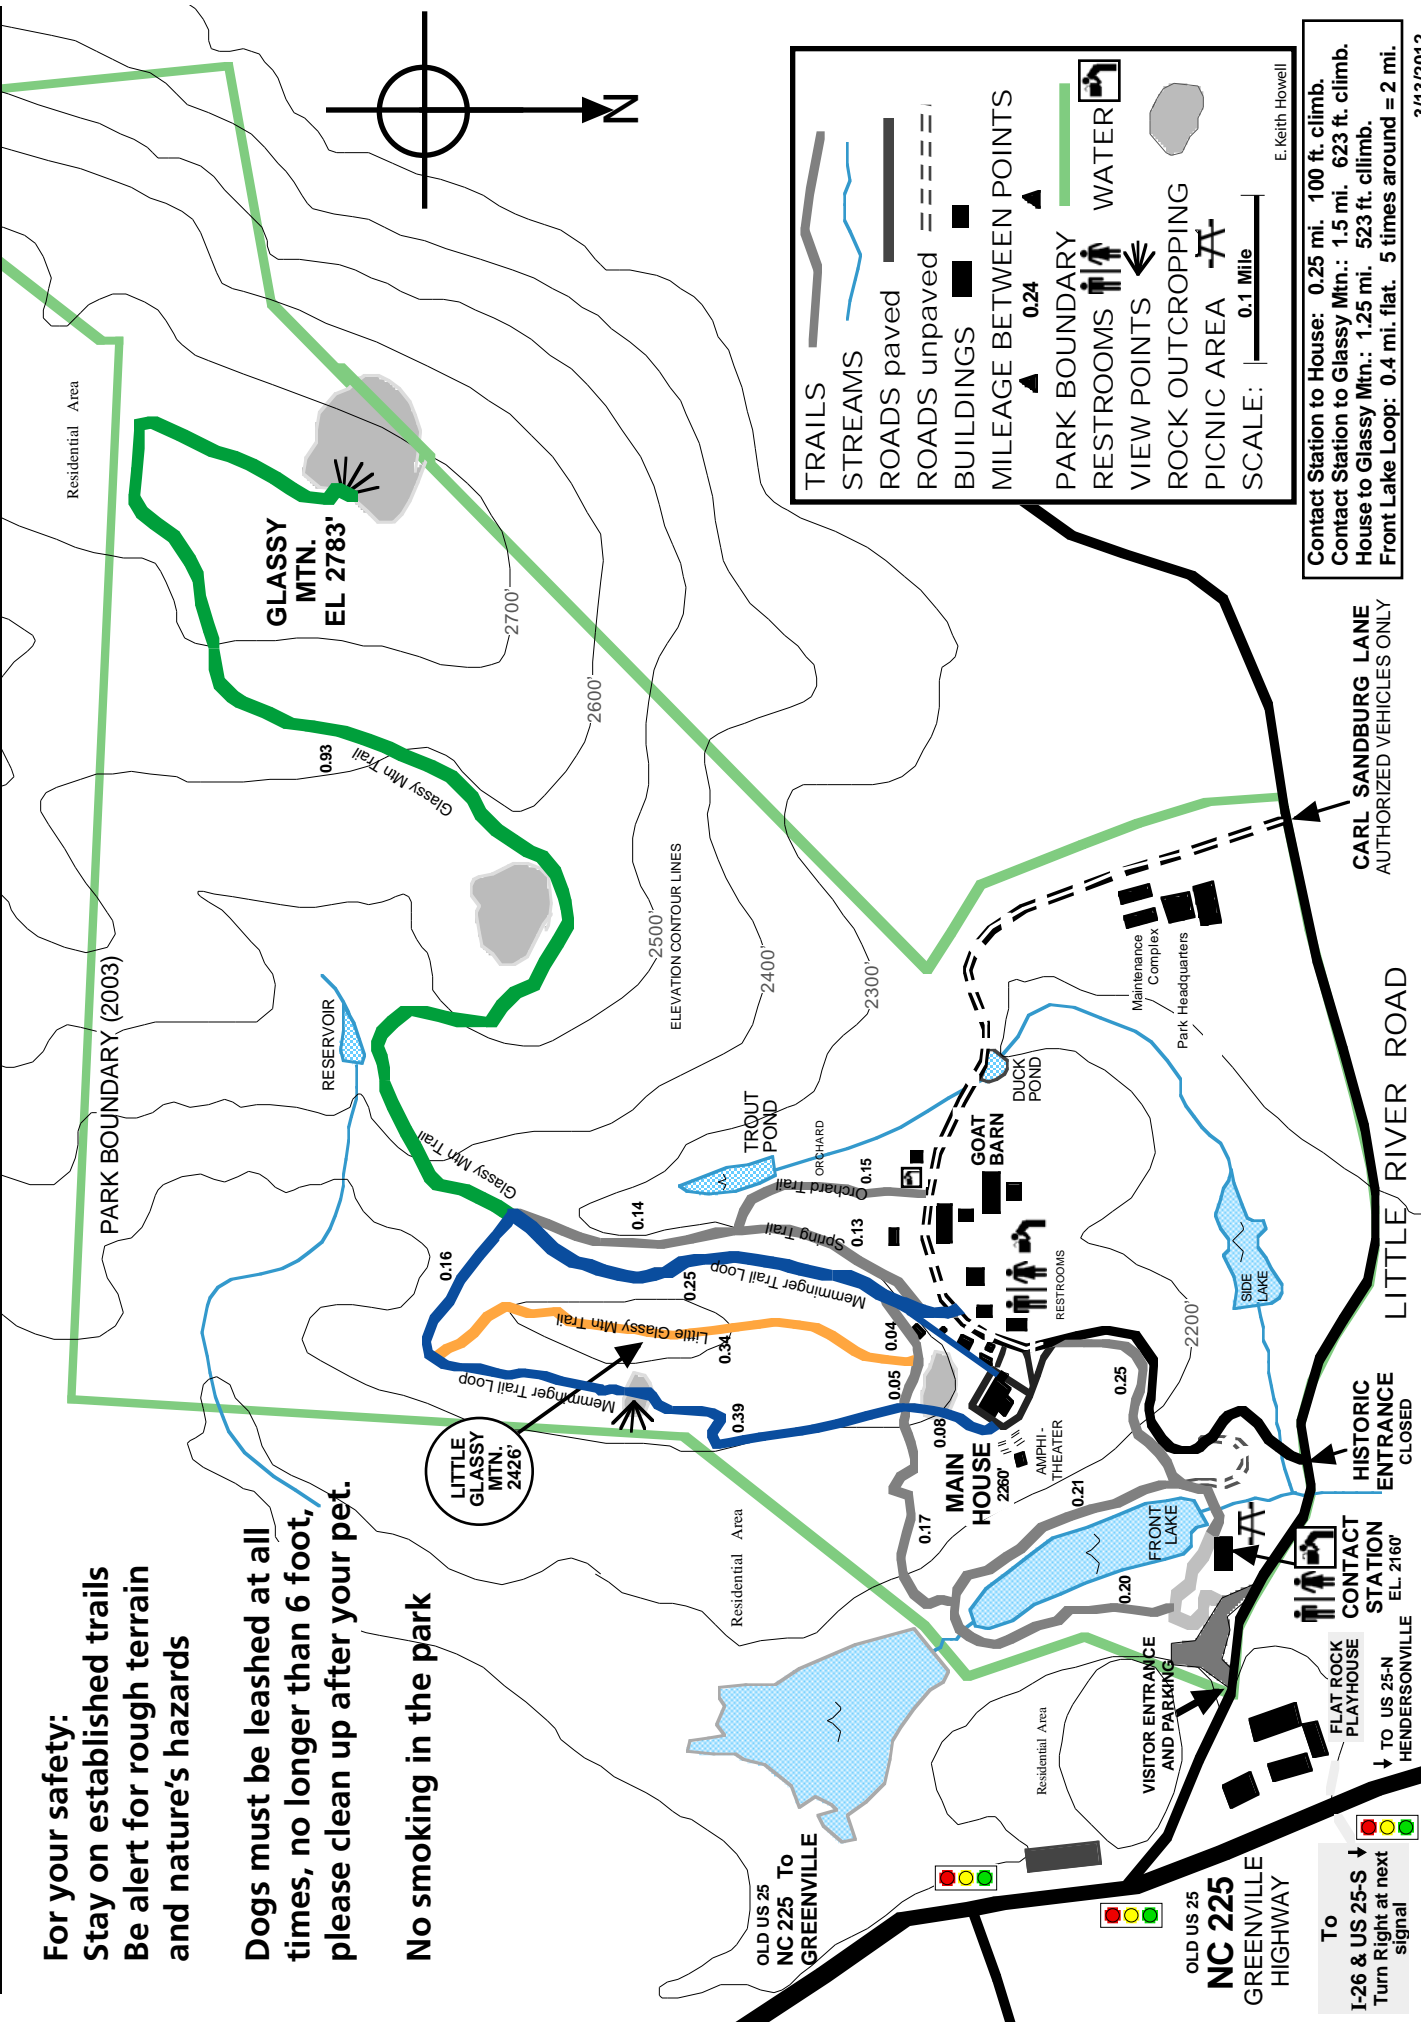 For your safety:
Stay on established trails
Be alert for rough terrain
and nature's hazards
Dogs must be leashed at all
times, no longer than 6 foot,
please clean up after your pet.
No smoking in the park
PARK BOUNDARY (2003)
Residential Area
GLASSY
MTN.
EL 2783'
N
0.93
Glassy Mtn Trail
2700'
2600'
2500'
2400'
2300'
ELEVATION CONTOUR LINES
RESERVOIR
Glassy Mtn Trail
0.16
0.14
TROUT
POND
ORCHARD
Orchard Trail
0.15
Spring Trail
0.13
0.25
Memminger Trail Loop
Little Glassy Mtn Trail
0.34
0.04
0.05
Memminger Trail Loop
0.39
0.08
LITTLE
GLASSY
MTN.
2426'
Residential Area
0.17
MAIN
HOUSE
2260'
AMPHI-
THEATER
GOAT
BARN
RESTROOMS
DUCK
POND
Maintenance
Complex
Park Headquarters
SIDE
LAKE
2200'
0.25
0.21
0.20
FRONT
LAKE
Residential Area
VISITOR ENTRANCE
AND PARKING
CONTACT
STATION
EL. 2160'
HISTORIC
ENTRANCE
CLOSED
LITTLE RIVER ROAD
CARL SANDBURG LANE
AUTHORIZED VEHICLES ONLY
FLAT ROCK
PLAYHOUSE
TO US 25-N
HENDERSONVILLE
OLD US 25
NC 225 To
GREENVILLE
OLD US 25
NC 225
GREENVILLE
HIGHWAY
To
I-26 & US 25-S
Turn Right at next
signal
TRAILS
STREAMS
ROADS paved
ROADS unpaved
BUILDINGS
MILEAGE BETWEEN POINTS
0.24
PARK BOUNDARY
RESTROOMS WATER
VIEW POINTS
ROCK OUTCROPPING
PICNIC AREA
SCALE: 0.1 Mile
E. Keith Howell
Contact Station to House: 0.25 mi. 100 ft. climb.
Contact Station to Glassy Mtn.: 1.5 mi. 623 ft. climb.
House to Glassy Mtn.: 1.25 mi. 523 ft. cllimb.
Front Lake Loop: 0.4 mi. flat. 5 times around = 2 mi.